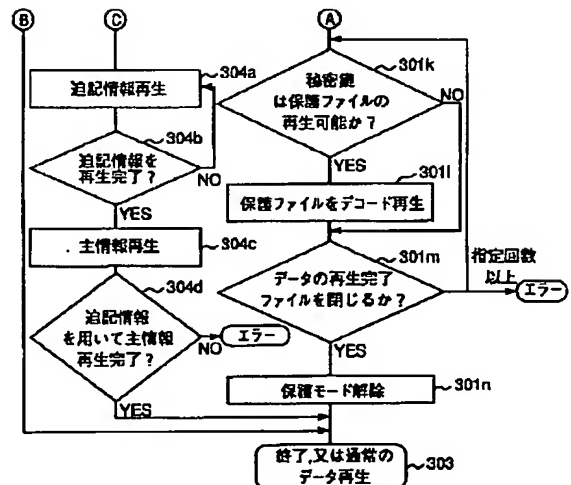 B
C
A
304a
追記情報再生
304b
追記情報を
再生完了?
NO
YES
. 主情報再生
304c
304d
追記情報
を用いて主情報
再生完了?
NO
エラー
YES
301k
秘密鍵
は保護ファイルの
再生可能か?
NO
YES
301l
保護ファイルをデコード再生
301m
データの再生完了
ファイルを閉じるか?
指定回数
以上
エラー
YES
保護モード解除
301n
終了,又は通常の
データ再生
303